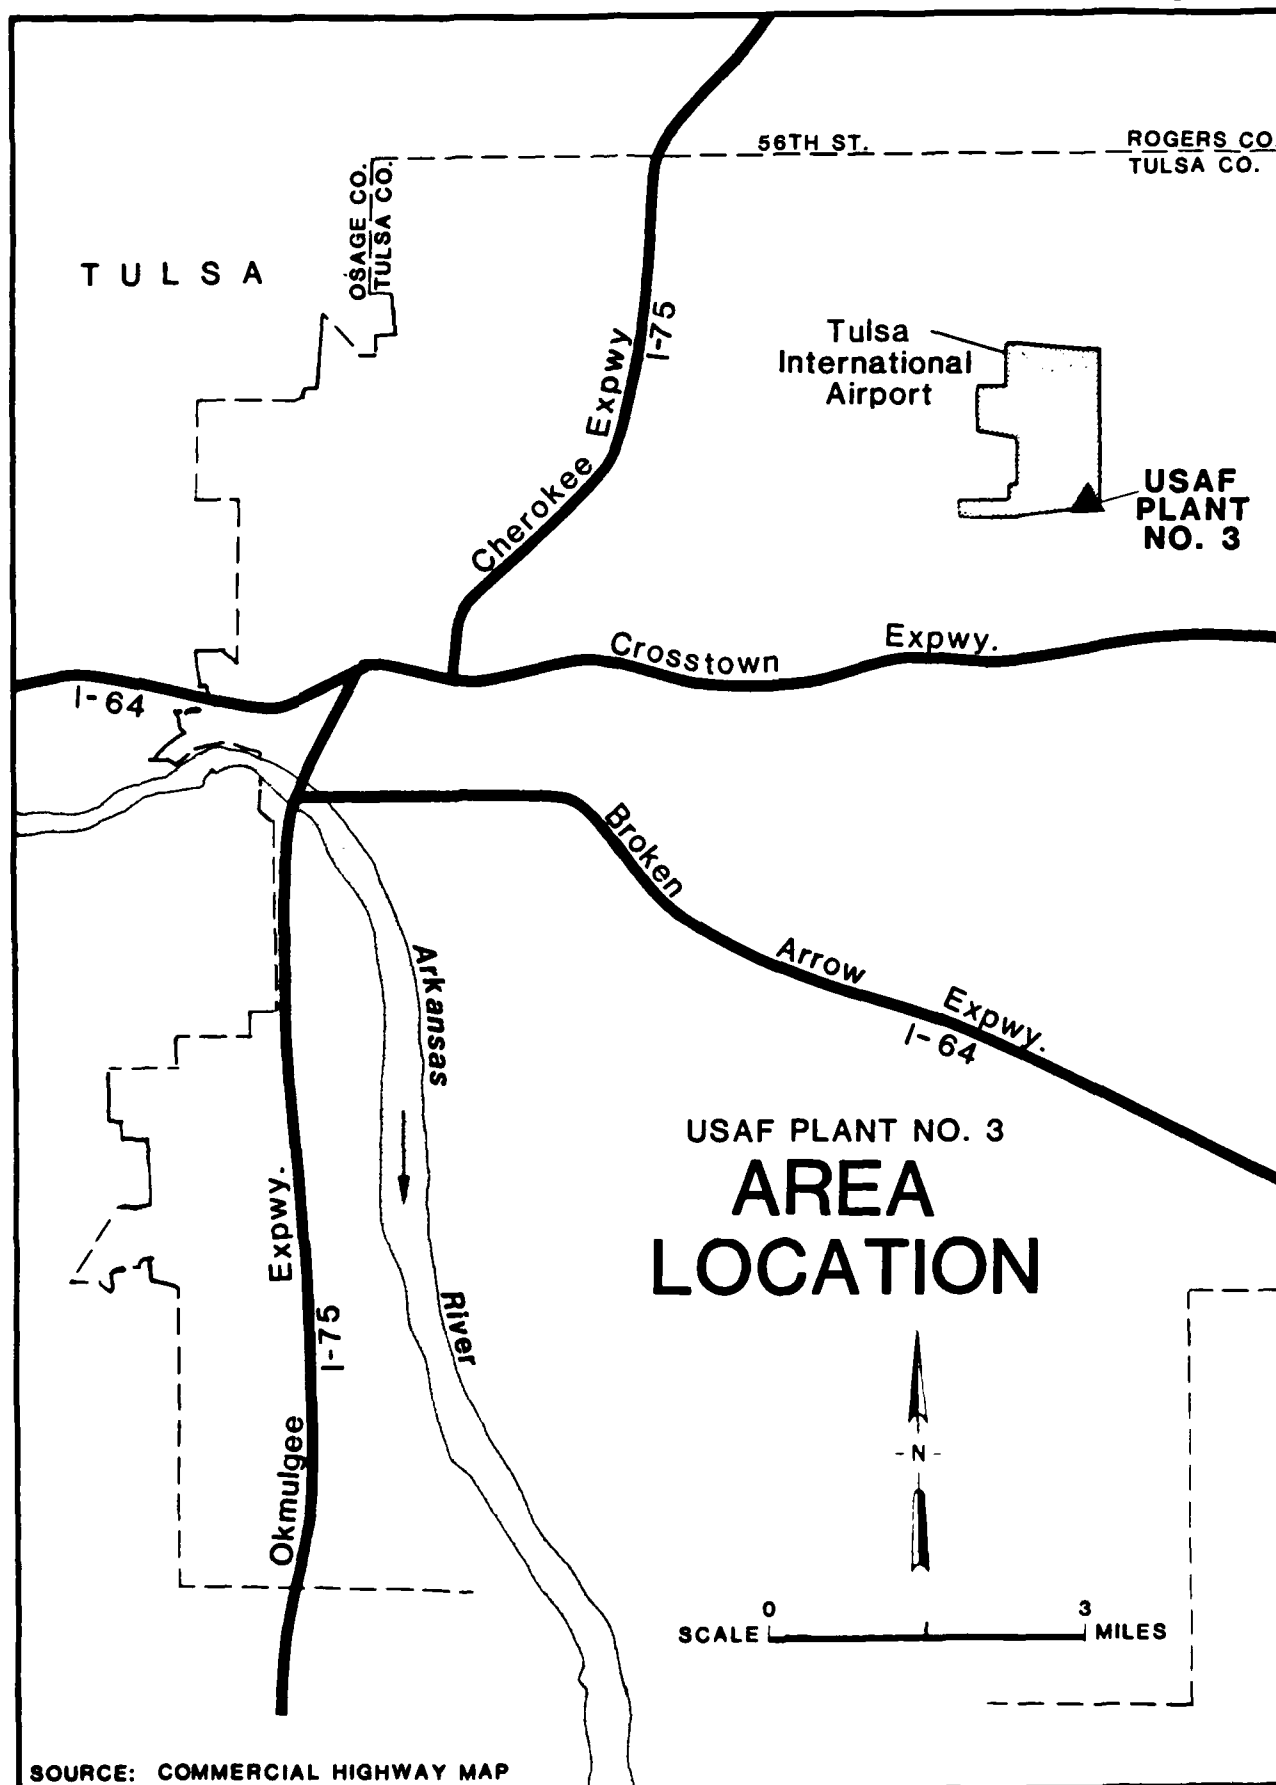 56TH ST.
ROGERS CO.
TULSA CO.
OSAGE CO.
TULSA CO.
TULSA
I-75
Cherokee Expwy
Tulsa
International
Airport
USAF
PLANT
NO. 3
Crosstown Expwy.
I-64
Broken Arrow Expwy.
I-64
Arkansas River
USAF PLANT NO. 3
AREA
LOCATION
Okmulgee Expwy.
I-75
- N -
0 3
SCALE MILES
SOURCE: COMMERCIAL HIGHWAY MAP